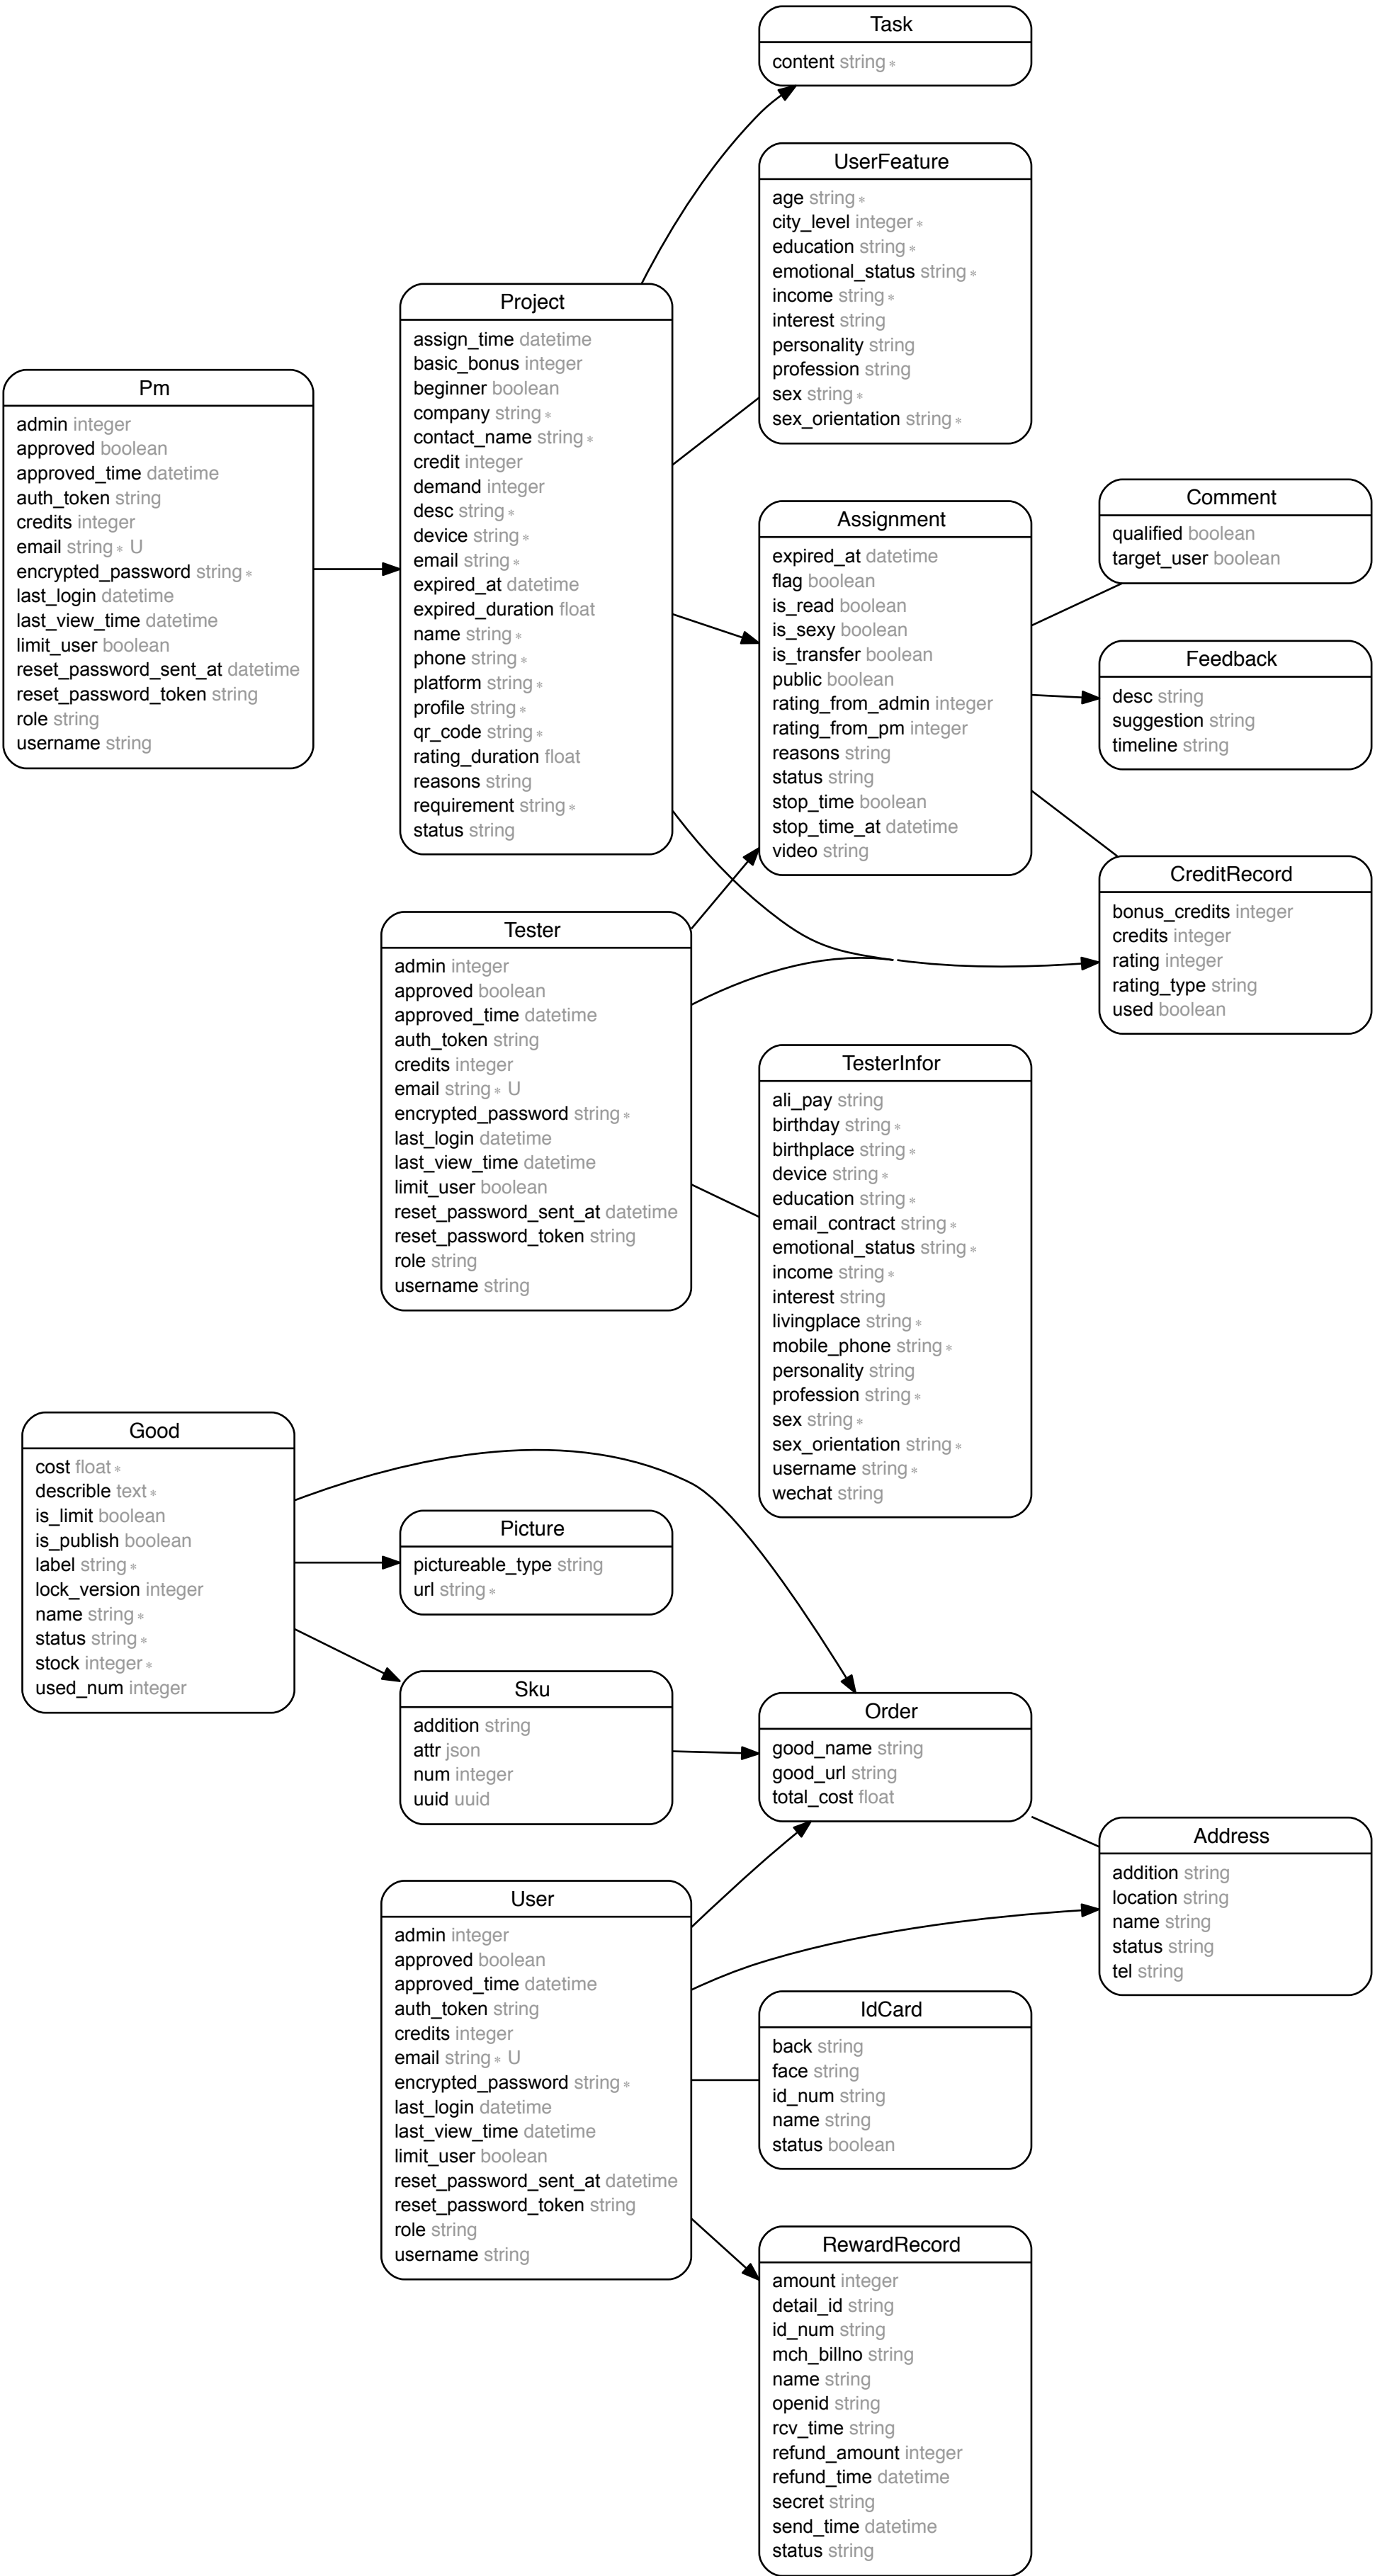 Task
content string *
UserFeature
age string *
city_level integer *
education string *
emotional_status string *
income string *
interest string
personality string
profession string
sex string *
sex_orientation string *
Project
assign_time datetime
basic_bonus integer
beginner boolean
company string *
contact_name string *
credit integer
demand integer
desc string *
device string *
email string *
expired_at datetime
expired_duration float
name string *
phone string *
platform string *
profile string *
qr_code string *
rating_duration float
reasons string
requirement string *
status string
Pm
admin integer
approved boolean
approved_time datetime
auth_token string
credits integer
email string * U
encrypted_password string *
last_login datetime
last_view_time datetime
limit_user boolean
reset_password_sent_at datetime
reset_password_token string
role string
username string
Assignment
expired_at datetime
flag boolean
is_read boolean
is_sexy boolean
is_transfer boolean
public boolean
rating_from_admin integer
rating_from_pm integer
reasons string
status string
stop_time boolean
stop_time_at datetime
video string
Comment
qualified boolean
target_user boolean
Feedback
desc string
suggestion string
timeline string
CreditRecord
bonus_credits integer
credits integer
rating integer
rating_type string
used boolean
Tester
admin integer
approved boolean
approved_time datetime
auth_token string
credits integer
email string * U
encrypted_password string *
last_login datetime
last_view_time datetime
limit_user boolean
reset_password_sent_at datetime
reset_password_token string
role string
username string
TesterInfor
ali_pay string
birthday string *
birthplace string *
device string *
education string *
email_contract string *
emotional_status string *
income string *
interest string
livingplace string *
mobile_phone string *
personality string
profession string *
sex string *
sex_orientation string *
username string *
wechat string
Good
cost float *
describle text *
is_limit boolean
is_publish boolean
label string *
lock_version integer
name string *
status string *
stock integer *
used_num integer
Picture
pictureable_type string
url string *
Sku
addition string
attr json
num integer
uuid uuid
Order
good_name string
good_url string
total_cost float
Address
addition string
location string
name string
status string
tel string
User
admin integer
approved boolean
approved_time datetime
auth_token string
credits integer
email string * U
encrypted_password string *
last_login datetime
last_view_time datetime
limit_user boolean
reset_password_sent_at datetime
reset_password_token string
role string
username string
IdCard
back string
face string
id_num string
name string
status boolean
RewardRecord
amount integer
detail_id string
id_num string
mch_billno string
name string
openid string
rcv_time string
refund_amount integer
refund_time datetime
secret string
send_time datetime
status string